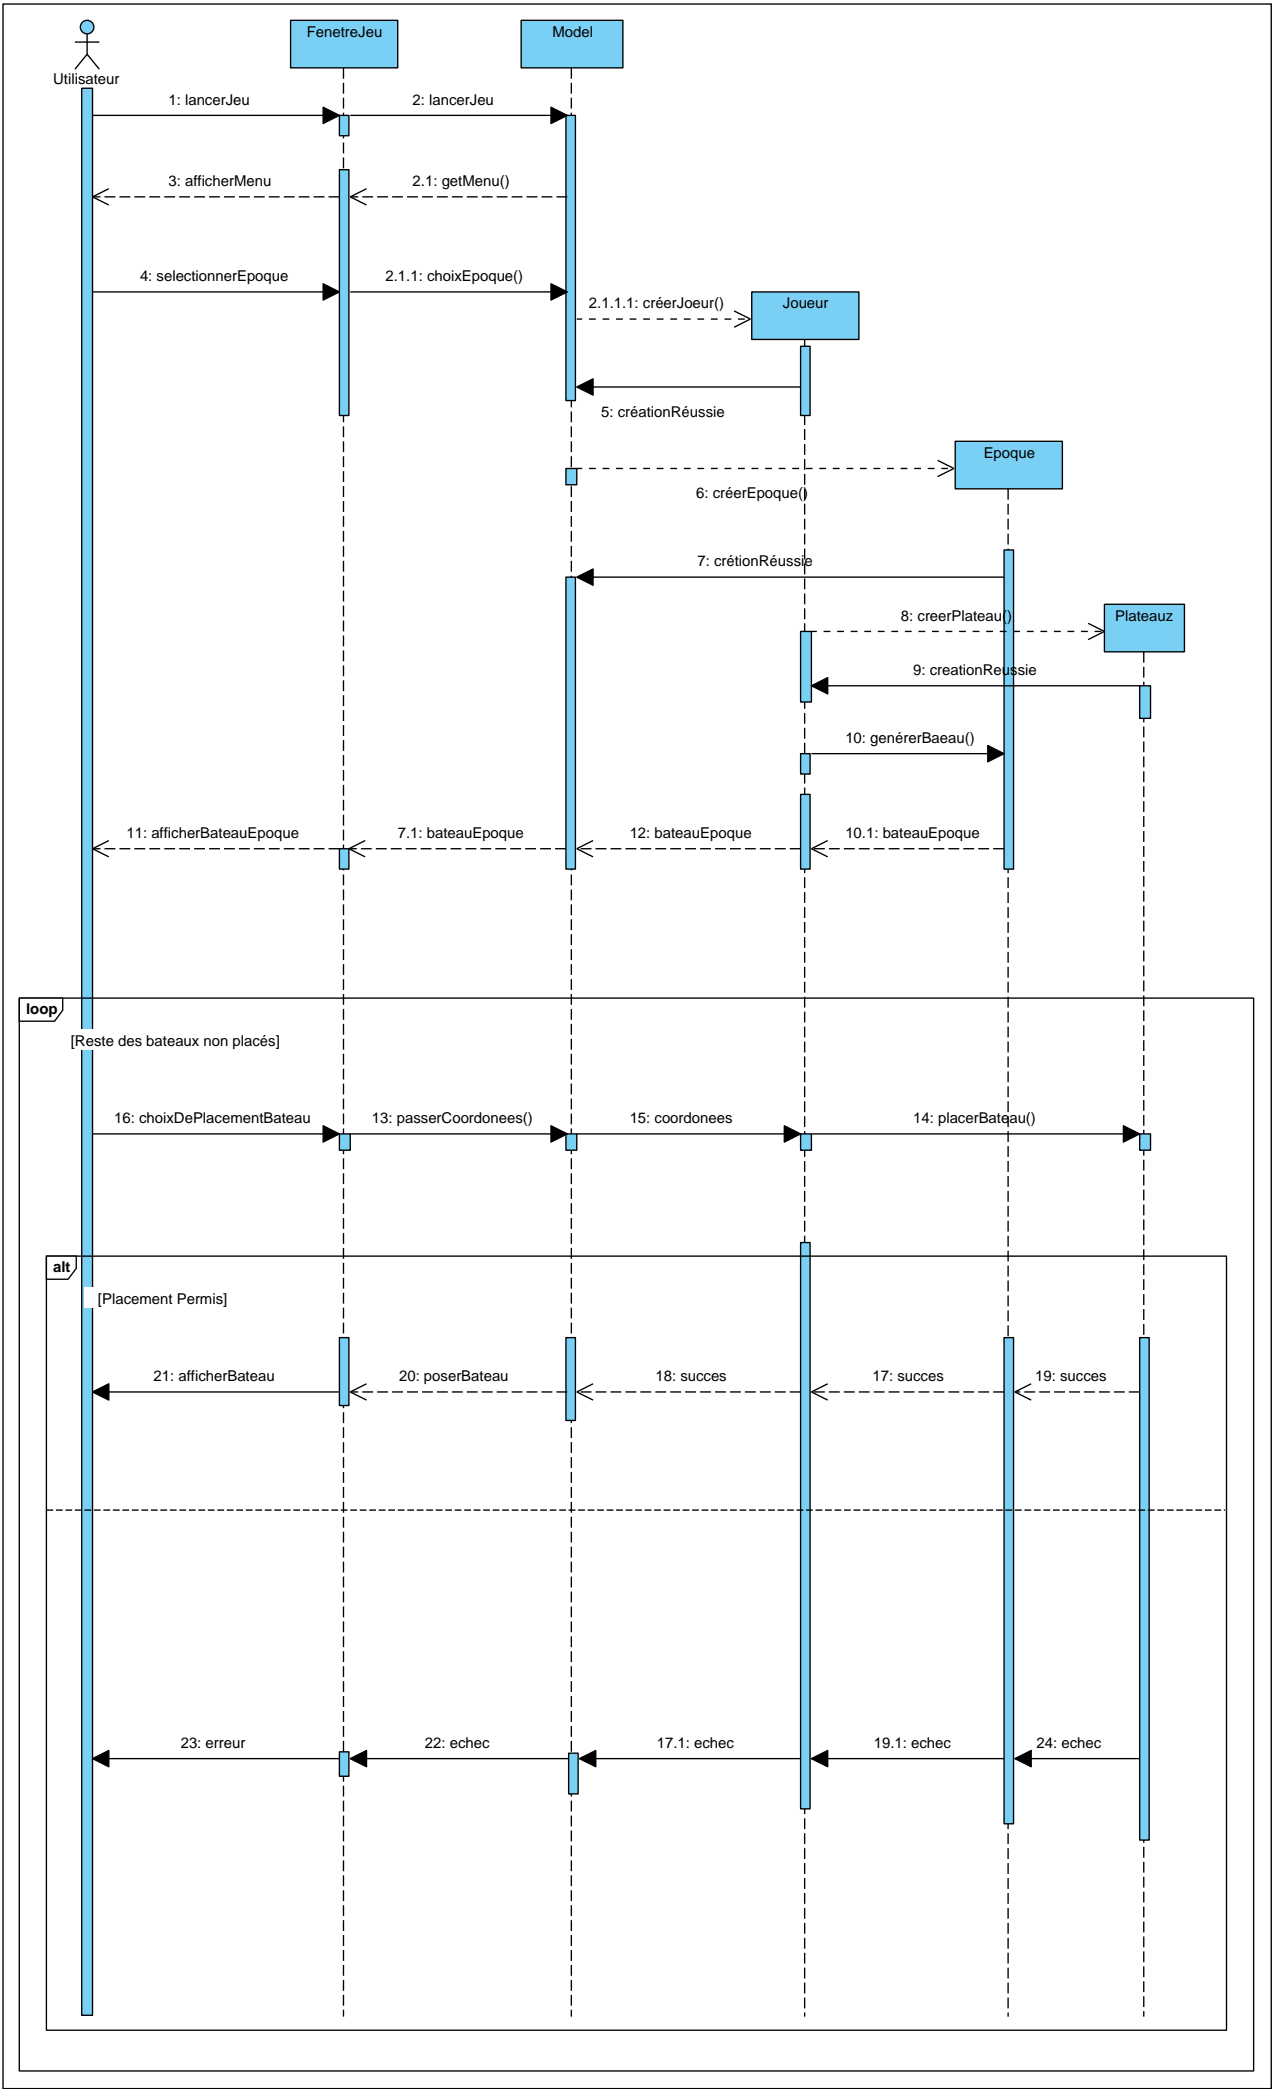 FenetreJeu
Model
Utilisateur
1: lancerJeu
2: lancerJeu
3: afficherMenu
2.1: getMenu()
4: selectionnerEpoque
2.1.1: choixEpoque()
2.1.1.1: créerJoeur()
Joueur
5: créationRéussie
Epoque
6: créerEpoque()
7: crétionRéussie
8: creerPlateau()
Plateauz
9: creationReussie
10: genérerBaeau()
11: afficherBateauEpoque
7.1: bateauEpoque
12: bateauEpoque
10.1: bateauEpoque
loop
[Reste des bateaux non placés]
16: choixDePlacementBateau
13: passerCoordonees()
15: coordonees
14: placerBateau()
alt
[Placement Permis]
21: afficherBateau
20: poserBateau
18: succes
17: succes
19: succes
23: erreur
22: echec
17.1: echec
19.1: echec
24: echec